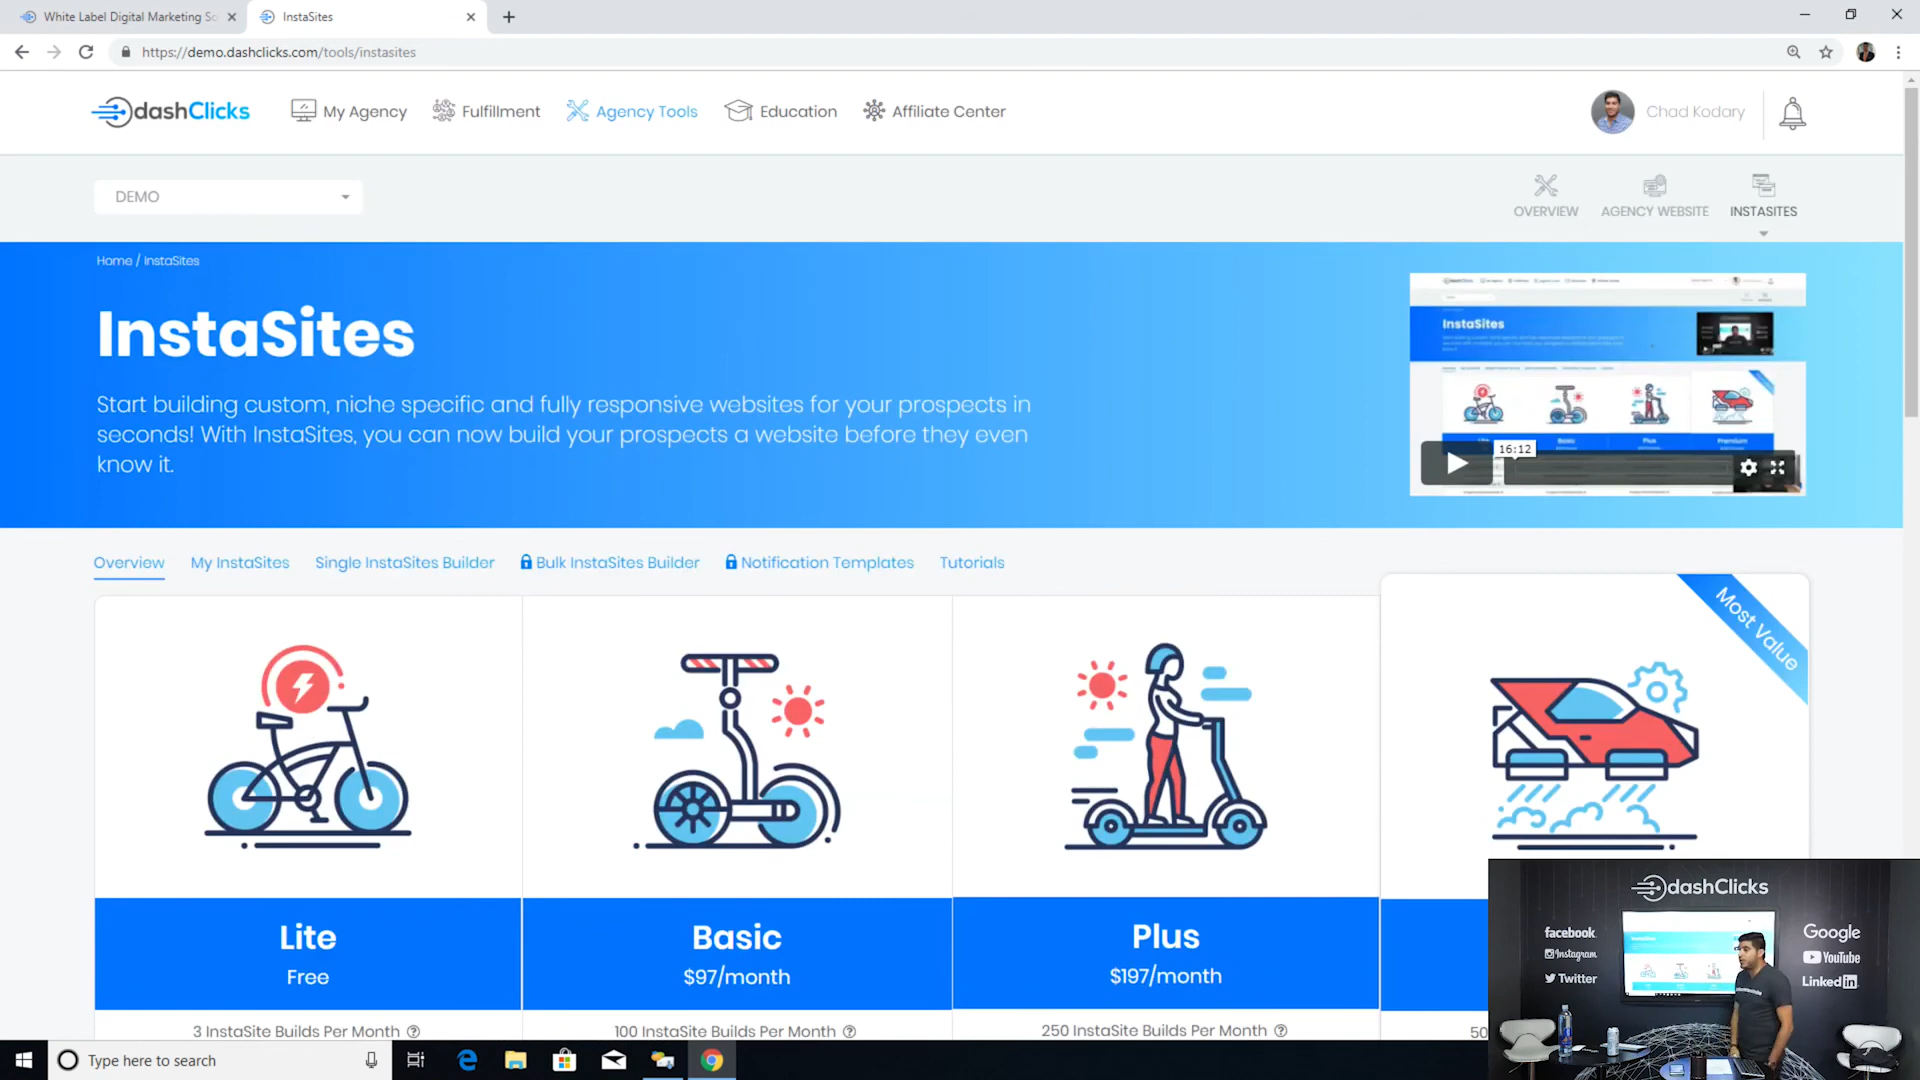 White Label Digital Marketing So
InstaSites
https://demo.dashclicks.com/tools/instasites
dashClicks
My Agency
Fulfillment
Agency Tools
Education
Affiliate Center
Chad Kodary
DEMO
OVERVIEW
AGENCY WEBSITE
INSTASITES
Home / InstaSites
InstaSites
Start building custom, niche specific and fully responsive websites for your prospects in
seconds! With InstaSites, you can now build your prospects a website before they even
know it.
InstaSites
16:12
Basic
Plus
Premium
Overview
My InstaSites
Single InstaSites Builder
Bulk InstaSites Builder
Notification Templates
Tutorials
Most Value
Lite
Free
3 InstaSite Builds Per Month
Basic
$97/month
100 InstaSite Builds Per Month
Plus
$197/month
250 InstaSite Builds Per Month
50
dashClicks
facebook
Instagram
Twitter
Google
YouTube
Linked in
Type here to search